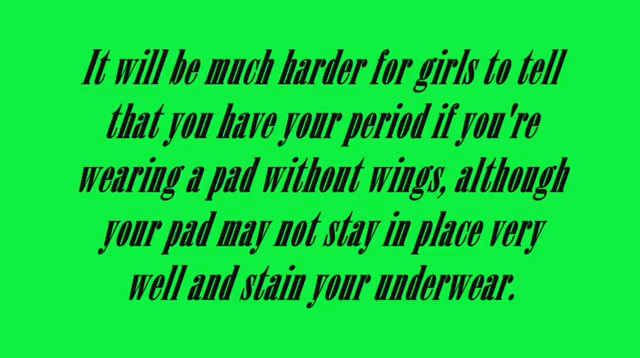 It will be much harder for girls to tell
that you have your period if you're
wearing a pad without wings, although
your pad may not stay in place very
well and stain your underwear.